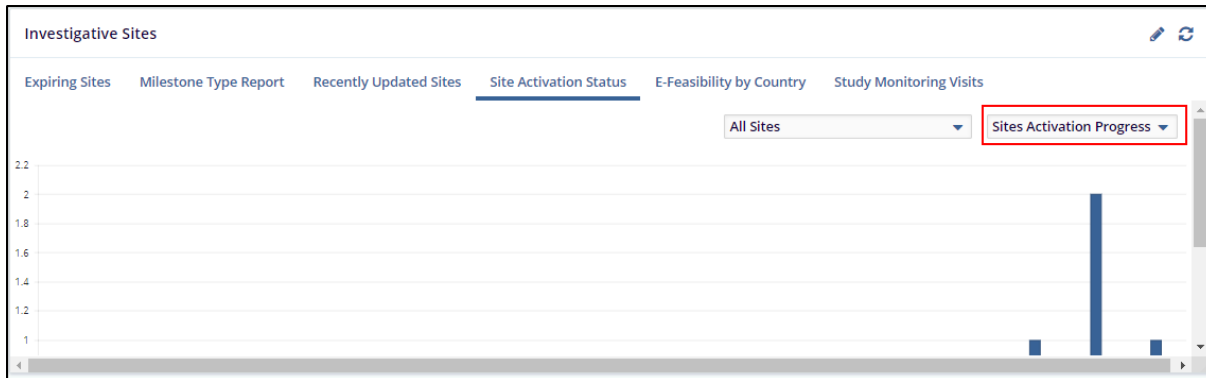 Investigative Sites
Expiring Sites Milestone Type Report Recently Updated Sites Site Activation Status E-Feasibility by Country Study Monitoring Visits
All Sites Sites Activation Progress
2.2
2
1.8
1.6
1.4
1.2
1